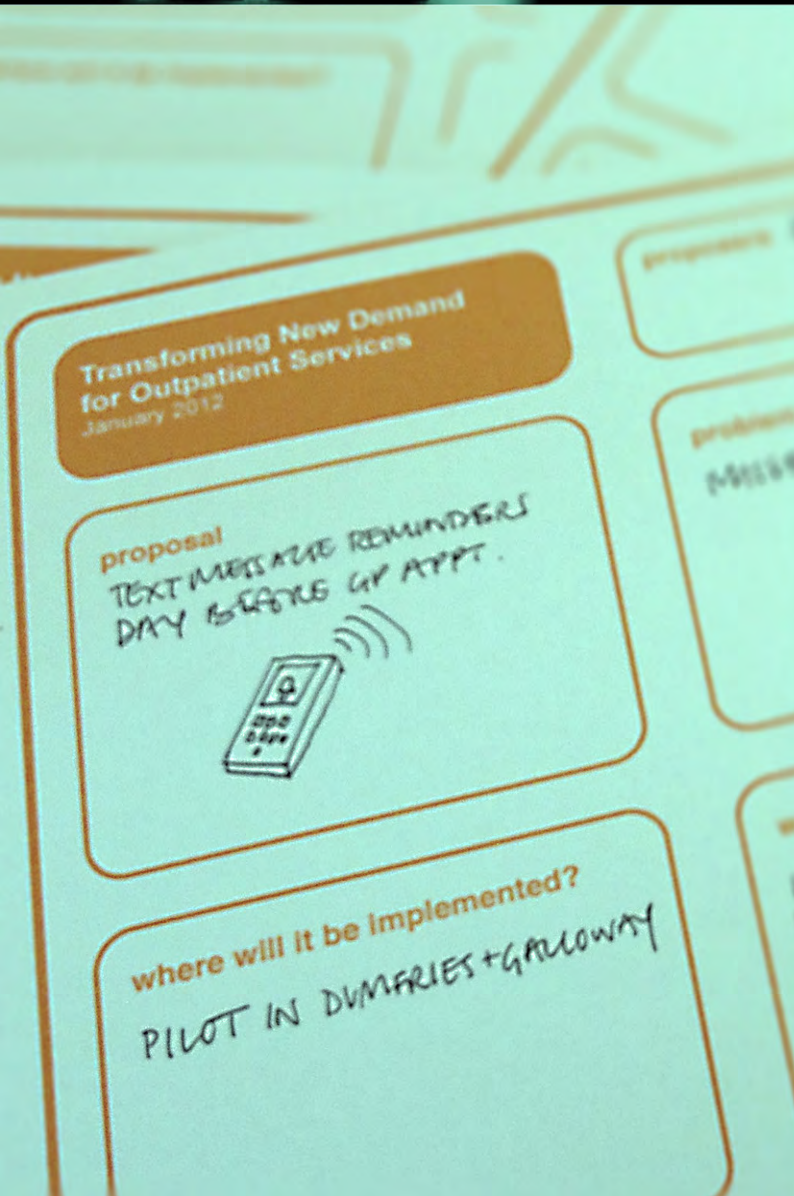 Transforming New Demand
for Outpatient Services
January 2012
proposal
TEXT MESSAGE REMINDERS
DAY BEFORE GP APPT.
where will it be implemented?
PILOT IN DUMFRIES + GALLOWAY